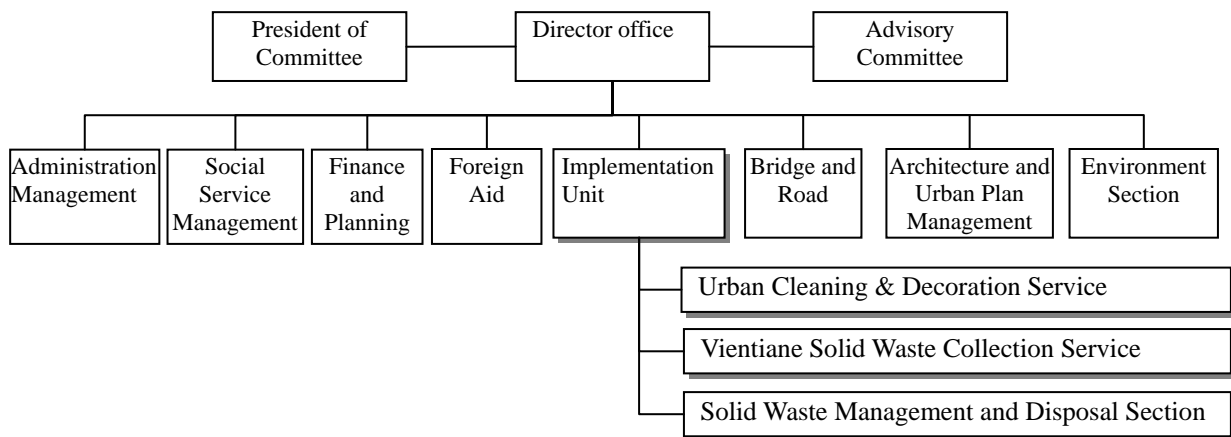 President of
Committee
Director office
Advisory
Committee
Administration
Management
Social
Service
Management
Finance
and
Planning
Foreign
Aid
Implementation
Unit
Bridge and
Road
Architecture and
Urban Plan
Management
Environment
Section
Urban Cleaning & Decoration Service
Vientiane Solid Waste Collection Service
Solid Waste Management and Disposal Section